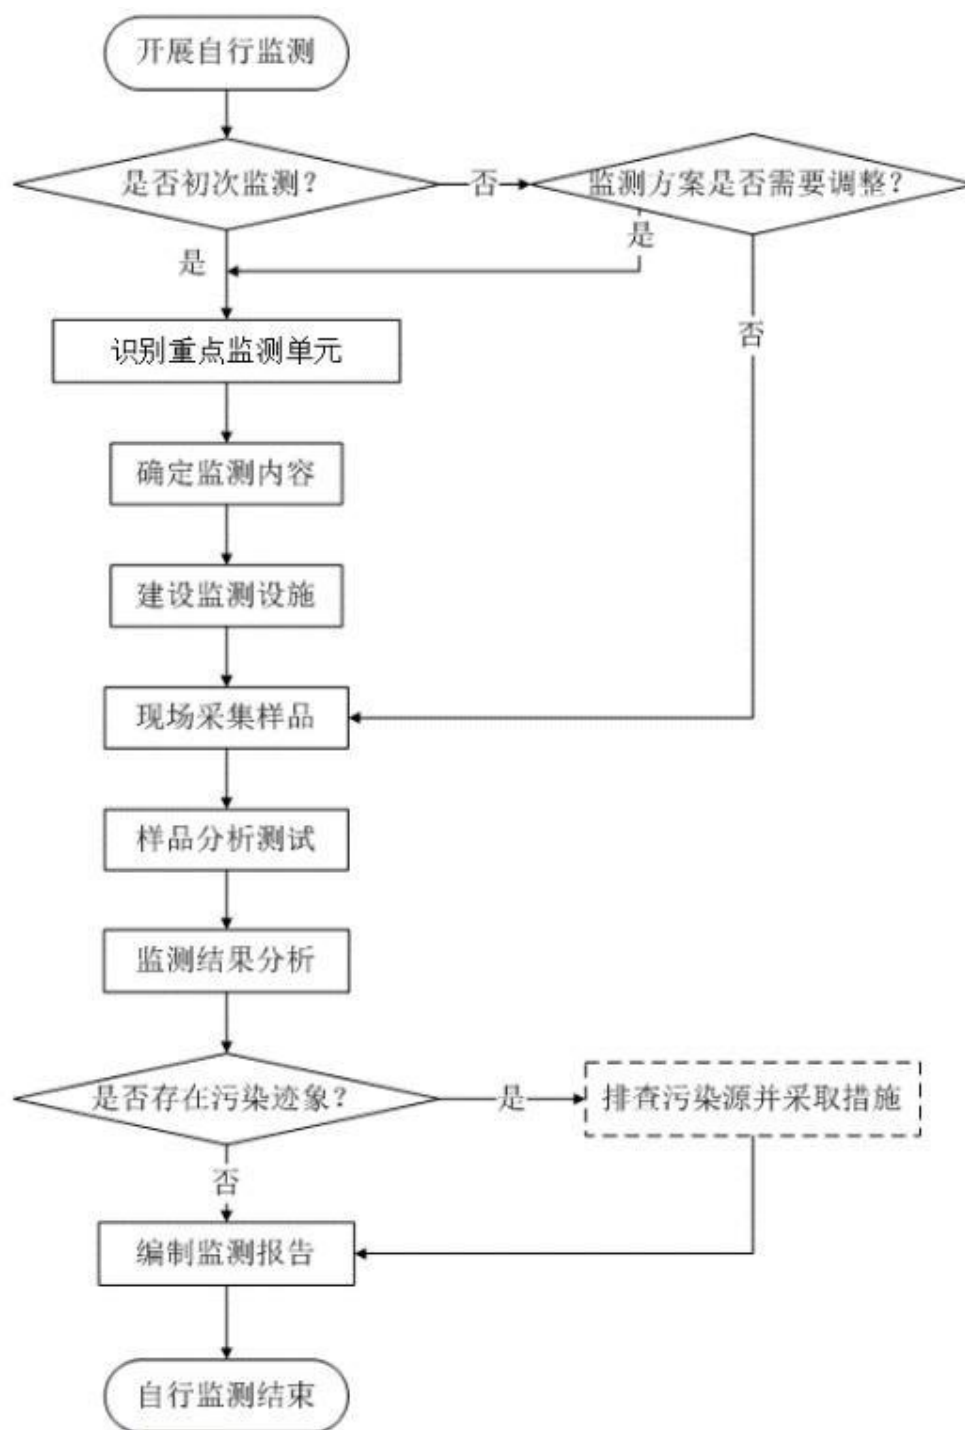 开展自行监测
是否初次监测？
否
监测方案是否需要调整？
是
是
识别重点监测单元
否
确定监测内容
建设监测设施
现场采集样品
样品分析测试
监测结果分析
是否存在污染迹象？
是
排查污染源并采取措施
否
编制监测报告
自行监测结束